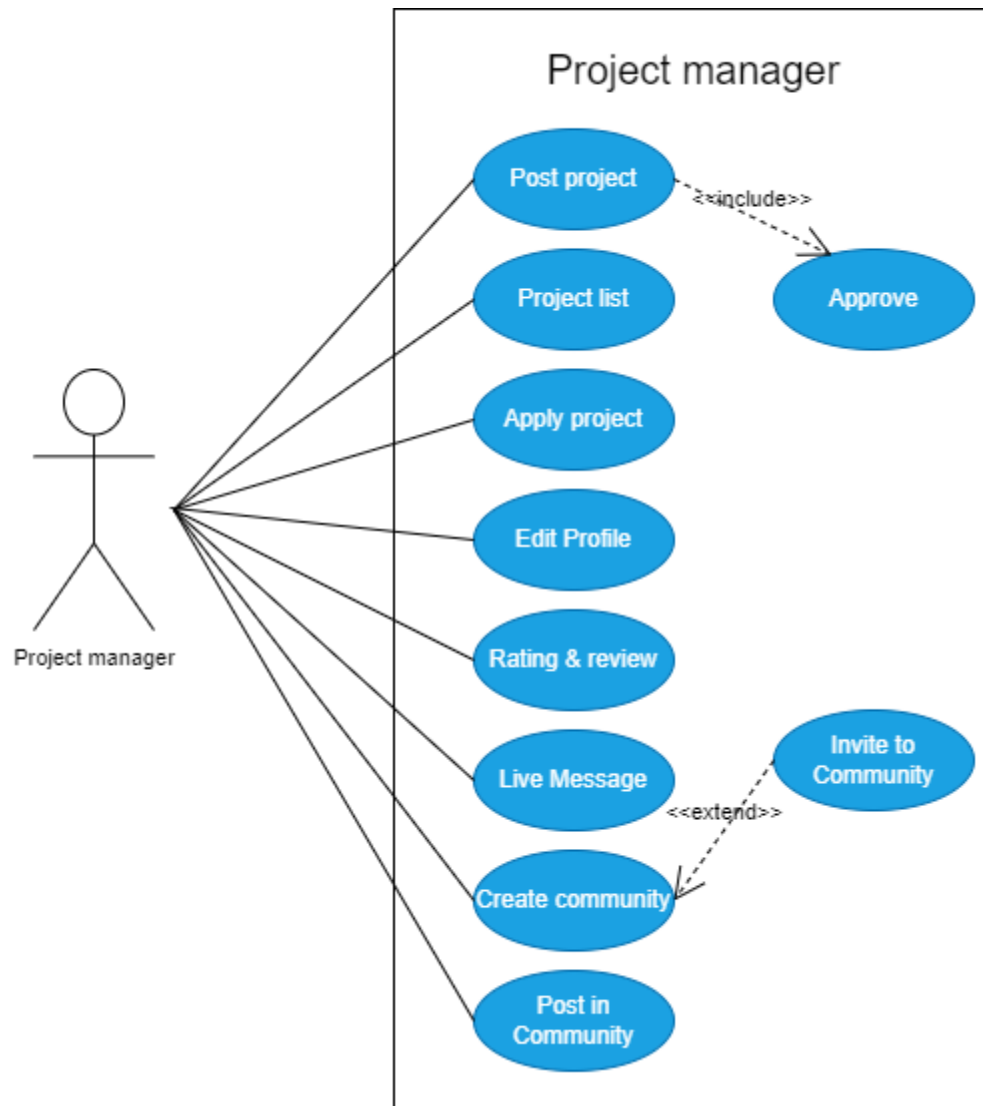 Project manager
Post project
<<include>>
Project list
Approve
Apply project
Edit Profile
Project manager
Rating & review
Invite to
Community
Live Message
<<extend>>
Create community
Post in
Community